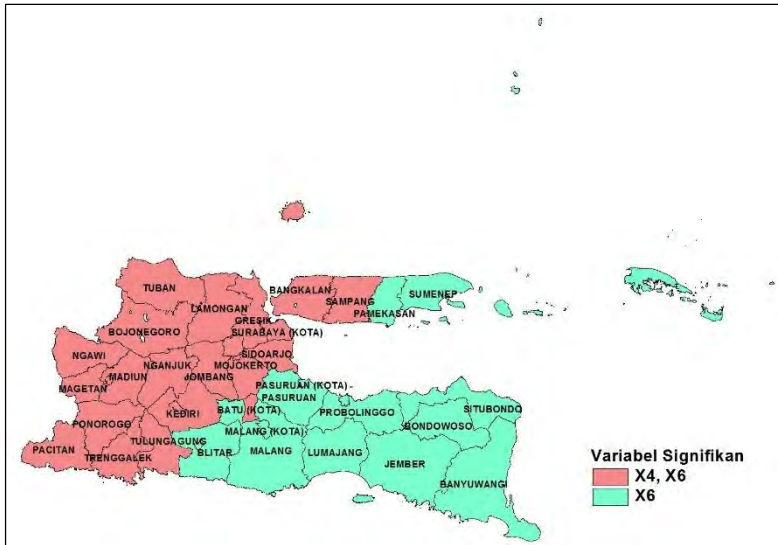 TUBAN
LAMONGAN
BANGKALAN
SAMPANG
SUMENEP
PAMEKASAN
GRESIK
SURABAYA (KOTA)
BOJONEGORO
SIDOARJO
NGAWI
NGANJUK
MOJOKERTO
MADIUN
JOMBANG
MAGETAN
PASURUAN (KOTA)
PASURUAN
KEDIRI
BATU (KOTA)
PROBOLINGGO
SITUBONDO
PONOROGO
BONDOWOSO
MALANG (KOTA)
TULUNGAGUNG
PACITAN
TRENGGALEK
BLITAR
MALANG
LUMAJANG
JEMBER
BANYUWANGI
Variabel Signifikan
X4, X6
X6